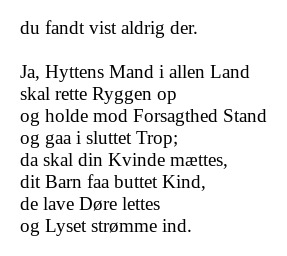 du fandt vist aldrig der.
Ja, Hyttens Mand i allen Land
skal rette Ryggen op
og holde mod Forsagthed Stand
og gaa i sluttet Trop;
da skal din Kvinde mættes,
dit Barn faa buttet Kind,
de lave Døre lettes
og Lyset strømme ind.